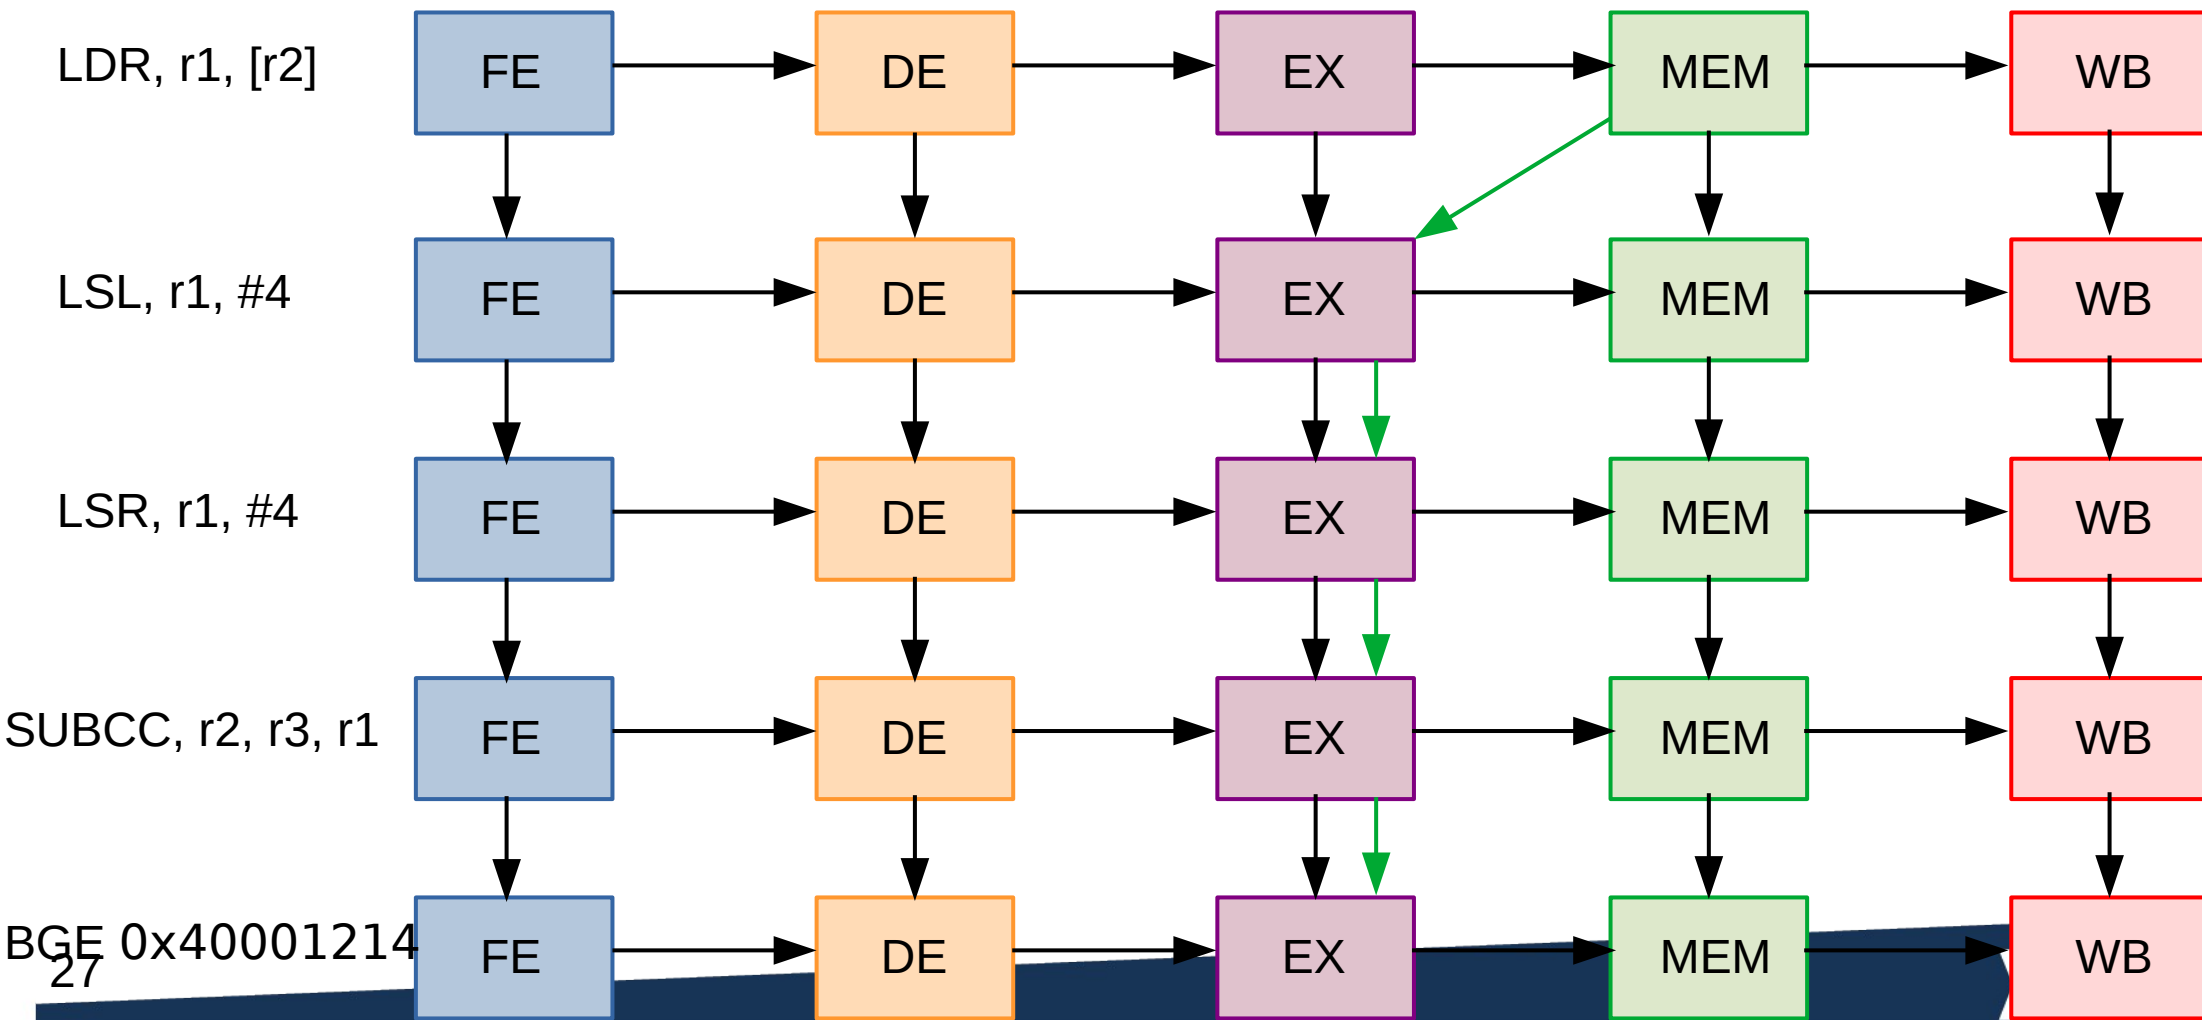 LDR, r1, [r2] FE DE EX MEM WB
LSL, r1, #4 FE DE EX MEM WB
LSR, r1, #4 FE DE EX MEM WB
SUBCC, r2, r3, r1 FE DE EX MEM WB
BGE 0x40001214 FE DE EX MEM WB
27